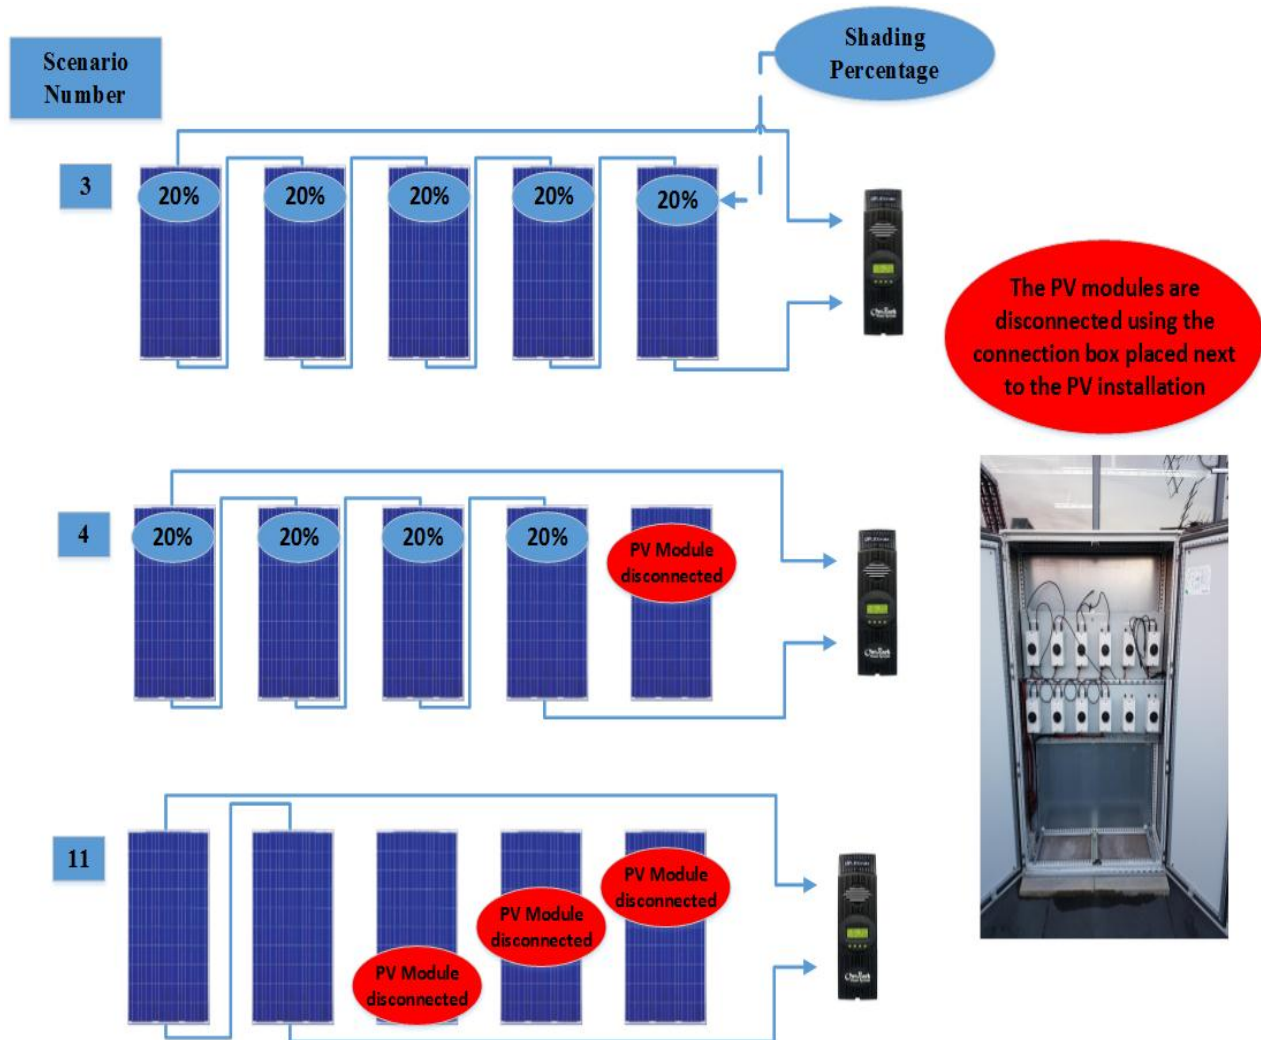 Scenario
Number
Shading
Percentage
3
20%
20%
20%
20%
20%
The PV modules are
disconnected using the
connection box placed next
to the PV installation
4
20%
20%
20%
20%
PV Module
disconnected
11
PV Module
disconnected
PV Module
disconnected
PV Module
disconnected